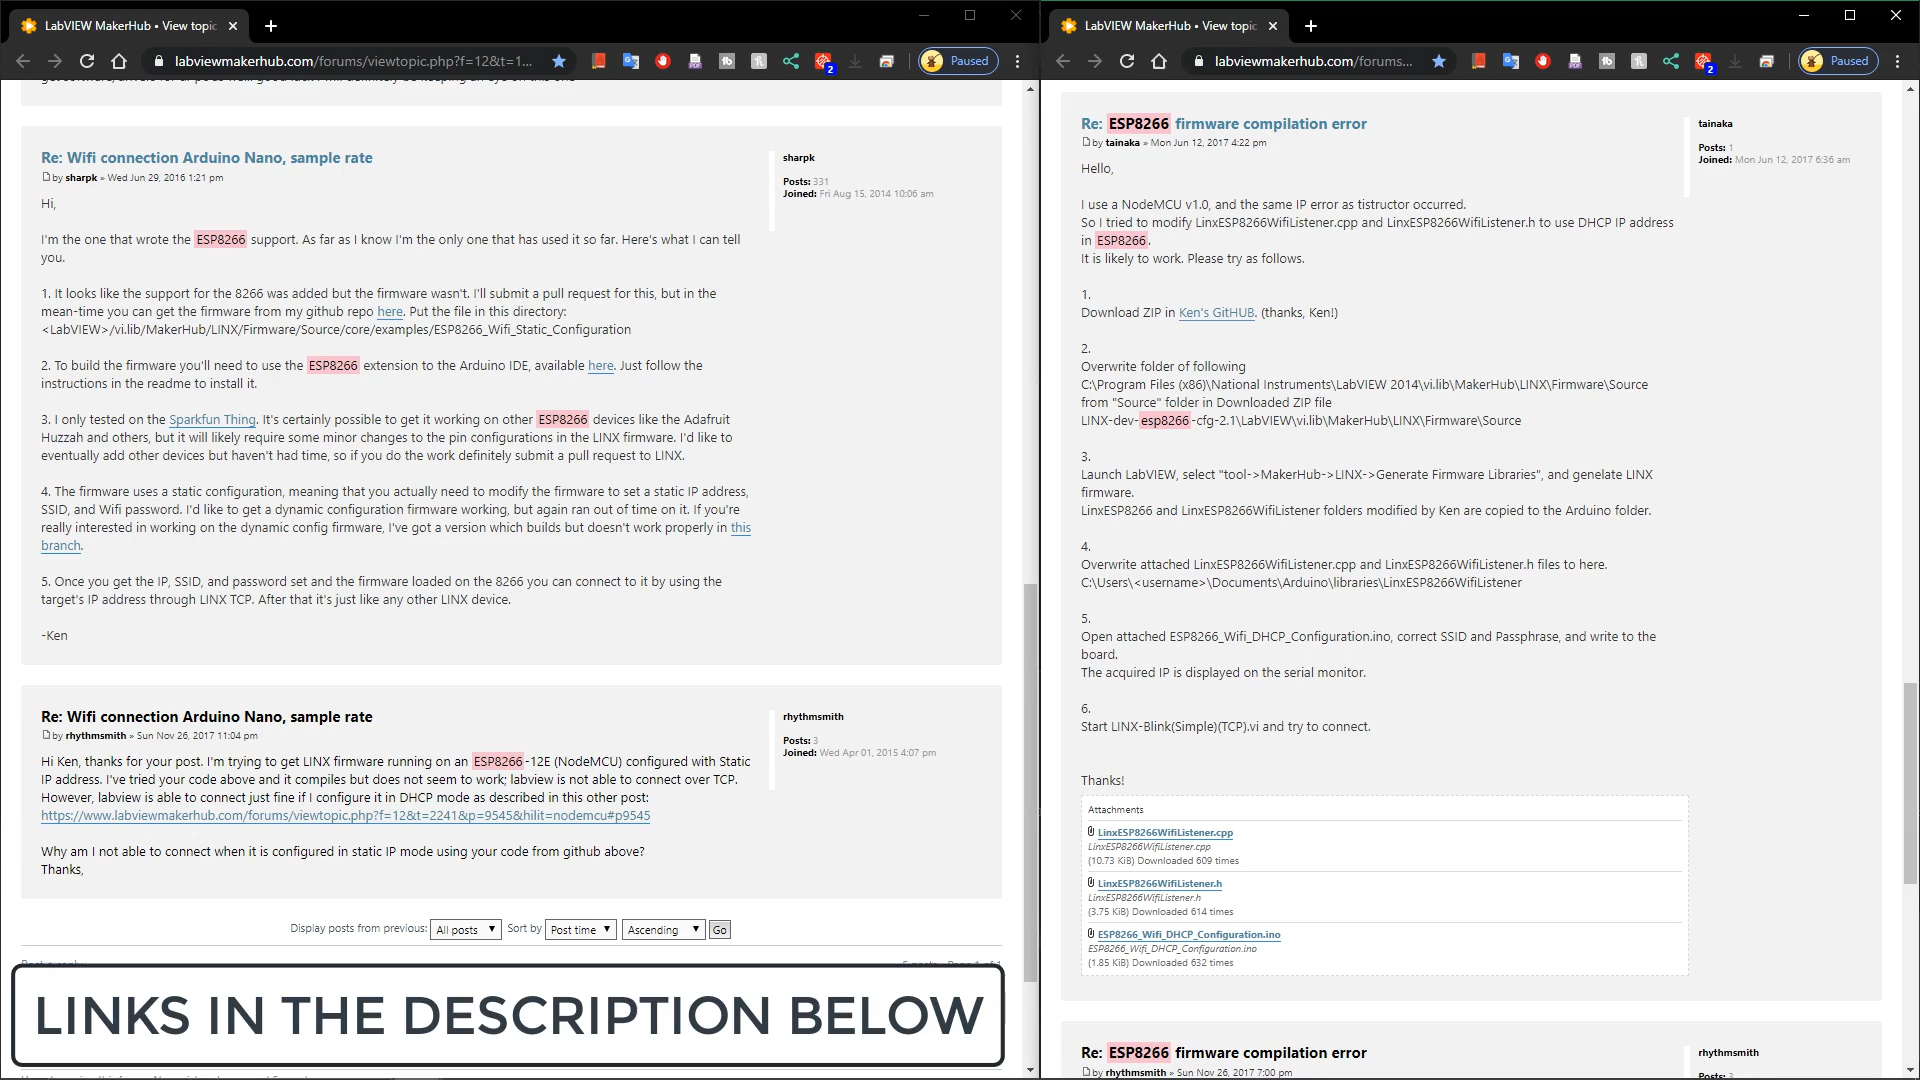 LabVIEW MakerHub • View topic
labviewmakerhub.com/forums/viewtopic.php?f=12&t=1...
2
Paused
Re: Wifi connection Arduino Nano, sample rate
by sharpk » Wed Jun 29, 2016 1:21 pm
sharpk
Posts: 331
Joined: Fri Aug 15, 2014 10:06 am
Hi,
I'm the one that wrote the ESP8266 support. As far as I know I'm the only one that has used it so far. Here's what I can tell
you.
1. It looks like the support for the 8266 was added but the firmware wasn't. I'll submit a pull request for this, but in the
mean-time you can get the firmware from my github repo here. Put the file in this directory:
<LabVIEW>/vi.lib/MakerHub/LINX/Firmware/Source/core/examples/ESP8266_Wifi_Static_Configuration
2. To build the firmware you'll need to use the ESP8266 extension to the Arduino IDE, available here. Just follow the
instructions in the readme to install it.
3. I only tested on the Sparkfun Thing. It's certainly possible to get it working on other ESP8266 devices like the Adafruit
Huzzah and others, but it will likely require some minor changes to the pin configurations in the LINX firmware. I'd like to
eventually add other devices but haven't had time, so if you do the work definitely submit a pull request to LINX.
4. The firmware uses a static configuration, meaning that you actually need to modify the firmware to set a static IP address,
SSID, and Wifi password. I'd like to get a dynamic configuration firmware working, but again ran out of time on it. If you're
really interested in working on the dynamic config firmware, I've got a version which builds but doesn't work properly in this
branch.
5. Once you get the IP, SSID, and password set and the firmware loaded on the 8266 you can connect to it by using the
target's IP address through LINX TCP. After that it's just like any other LINX device.
-Ken
Re: Wifi connection Arduino Nano, sample rate
by rhythmsmith » Sun Nov 26, 2017 11:04 pm
rhythmsmith
Posts: 3
Joined: Wed Apr 01, 2015 4:07 pm
Hi Ken, thanks for your post. I'm trying to get LINX firmware running on an ESP8266-12E (NodeMCU) configured with Static
IP address. I've tried your code above and it compiles but does not seem to work; labview is not able to connect over TCP.
However, labview is able to connect just fine if I configure it in DHCP mode as described in this other post:
https://www.labviewmakerhub.com/forums/viewtopic.php?f=12&t=2241&p=9545&hilit=nodemcu#p9545
Why am I not able to connect when it is configured in static IP mode using your code from github above?
Thanks,
Display posts from previous: All posts Sort by Post time Ascending Go
LINKS IN THE DESCRIPTION BELOW
LabVIEW MakerHub • View topic
labviewmakerhub.com/forums...
2
Paused
Re: ESP8266 firmware compilation error
by tainaka » Mon Jun 12, 2017 4:22 pm
tainaka
Posts: 1
Joined: Mon Jun 12, 2017 6:36 am
Hello,
I use a NodeMCU v1.0, and the same IP error as tistructor occurred.
So I tried to modify LinxESP8266WifiListener.cpp and LinxESP8266WifiListener.h to use DHCP IP address
in ESP8266.
It is likely to work. Please try as follows.
1.
Download ZIP in Ken's GitHUB. (thanks, Ken!)
2.
Overwrite folder of following
C:\Program Files (x86)\National Instruments\LabVIEW 2014\vi.lib\MakerHub\LINX\Firmware\Source
from "Source" folder in Downloaded ZIP file
LINX-dev-esp8266-cfg-2.1\LabVIEW\vi.lib\MakerHub\LINX\Firmware\Source
3.
Launch LabVIEW, select "tool->MakerHub->LINX->Generate Firmware Libraries", and genelate LINX
firmware.
LinxESP8266 and LinxESP8266WifiListener folders modified by Ken are copied to the Arduino folder.
4.
Overwrite attached LinxESP8266WifiListener.cpp and LinxESP8266WifiListener.h files to here.
C:\Users\<username>\Documents\Arduino\libraries\LinxESP8266WifiListener
5.
Open attached ESP8266_Wifi_DHCP_Configuration.ino, correct SSID and Passphrase, and write to the
board.
The acquired IP is displayed on the serial monitor.
6.
Start LINX-Blink(Simple)(TCP).vi and try to connect.
Thanks!
Attachments
LinxESP8266WifiListener.cpp
LinxESP8266WifiListener.cpp
(10.73 KiB) Downloaded 609 times
LinxESP8266WifiListener.h
LinxESP8266WifiListener.h
(3.75 KiB) Downloaded 614 times
ESP8266_Wifi_DHCP_Configuration.ino
ESP8266_Wifi_DHCP_Configuration.ino
(1.85 KiB) Downloaded 632 times
Re: ESP8266 firmware compilation error
by rhythmsmith » Sun Nov 26, 2017 7:00 pm
rhythmsmith
Posts: 3